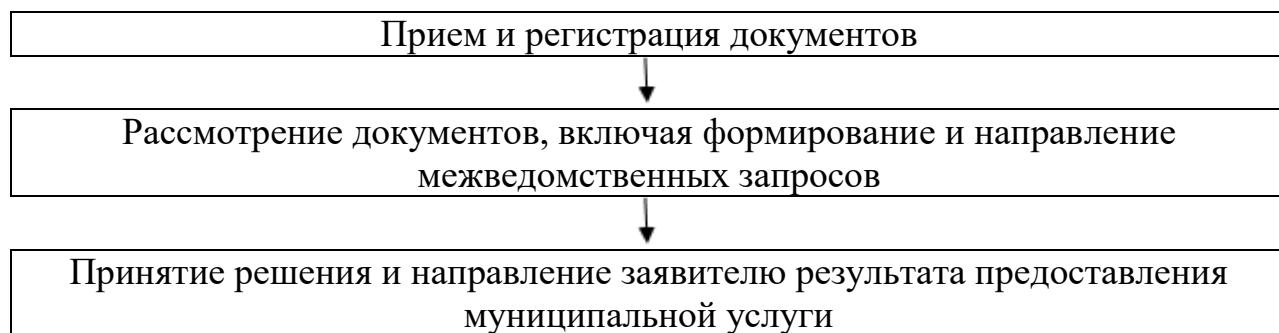 Прием и регистрация документов
Рассмотрение документов, включая формирование и направление
межведомственных запросов
Принятие решения и направление заявителю результата предоставления
муниципальной услуги